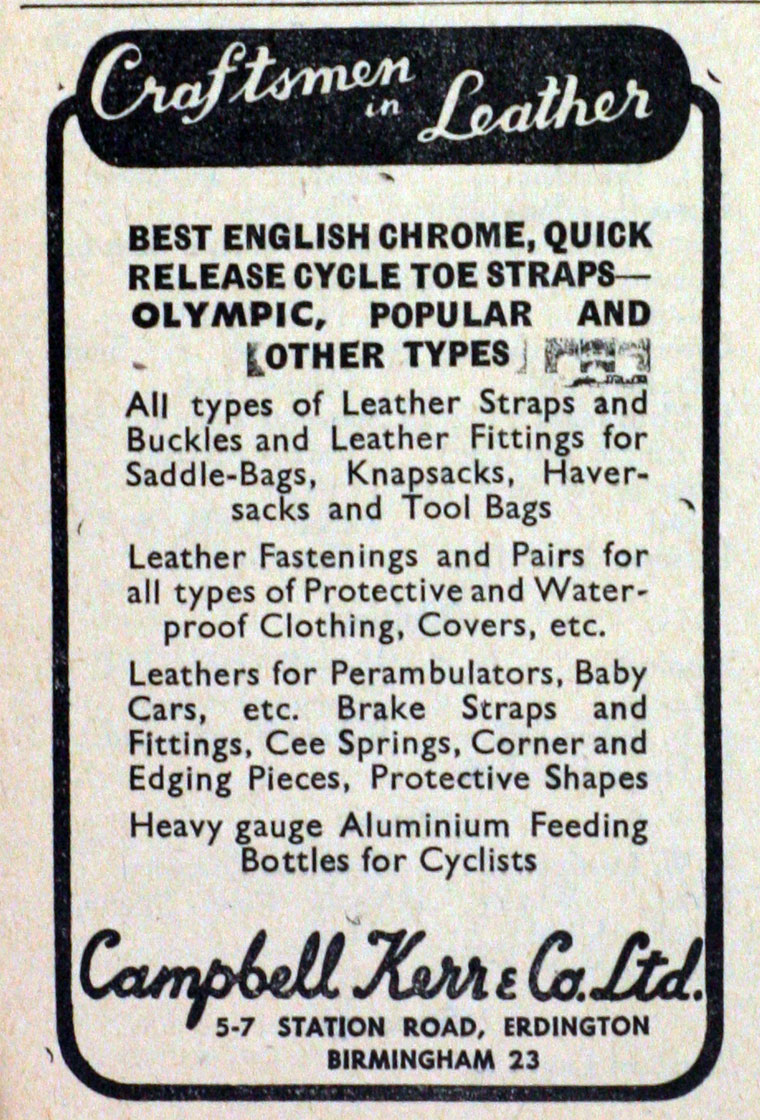 Craftsmen
in Leather
BEST ENGLISH CHROME, QUICK
RELEASE CYCLE TOE STRAPS—
OLYMPIC, POPULAR AND
OTHER TYPES
All types of Leather Straps and
Buckles and Leather Fittings for
Saddle-Bags, Knapsacks, Haver-
sacks and Tool Bags
Leather Fastenings and Pairs for
all types of Protective and Water-
proof Clothing, Covers, etc.
Leathers for Perambulators, Baby
Cars, etc. Brake Straps and
Fittings, Cee Springs, Corner and
Edging Pieces, Protective Shapes
Heavy gauge Aluminium Feeding
Bottles for Cyclists
Campbell Kerr & Co. Ltd.
5-7 STATION ROAD, ERDINGTON
BIRMINGHAM 23